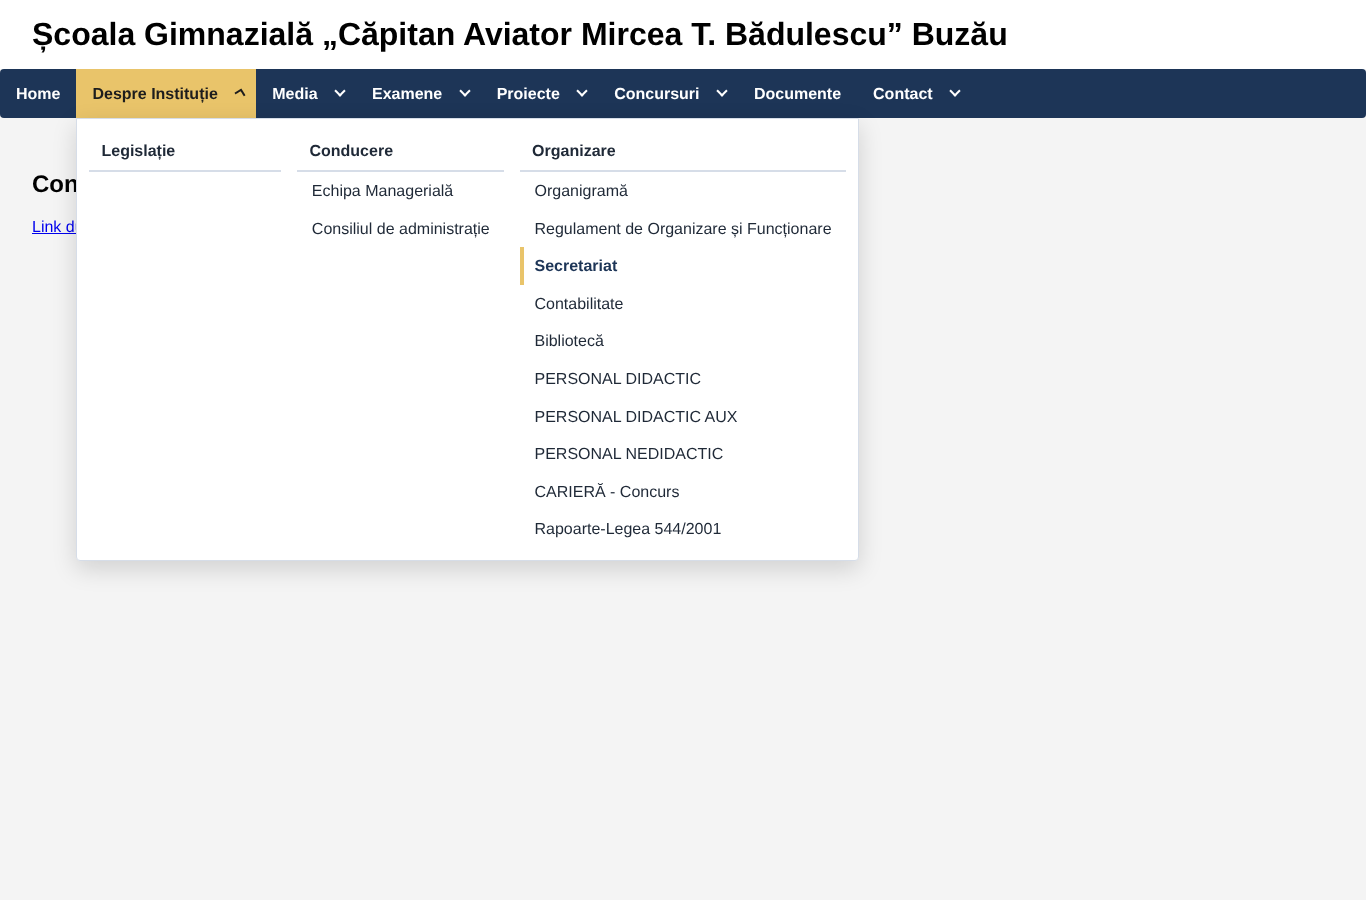 Școala Gimnazială „Căpitan Aviator Mircea T. Bădulescu” Buzău
Home Despre Instituție Media Examene Proiecte Concursuri Documente Contact
Legislație
Conducere
Echipa Managerială
Consiliul de administrație
Organizare
Organigramă
Regulament de Organizare și Funcționare
Secretariat
Contabilitate
Bibliotecă
PERSONAL DIDACTIC
PERSONAL DIDACTIC AUX
PERSONAL NEDIDACTIC
CARIERĂ - Concurs
Rapoarte-Legea 544/2001
Link